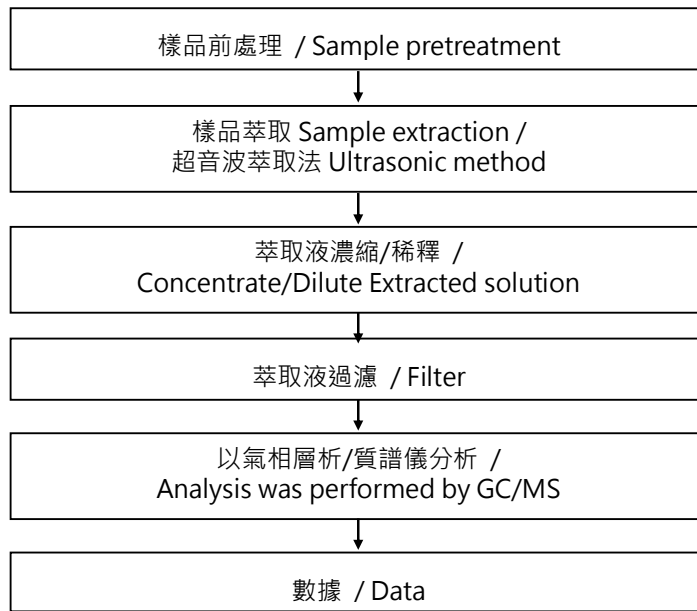 樣品前處理 / Sample pretreatment
樣品萃取 Sample extraction /
超音波萃取法 Ultrasonic method
萃取液濃縮/稀釋 /
Concentrate/Dilute Extracted solution
萃取液過濾 / Filter
以氣相層析/質譜儀分析 /
Analysis was performed by GC/MS
數據 / Data